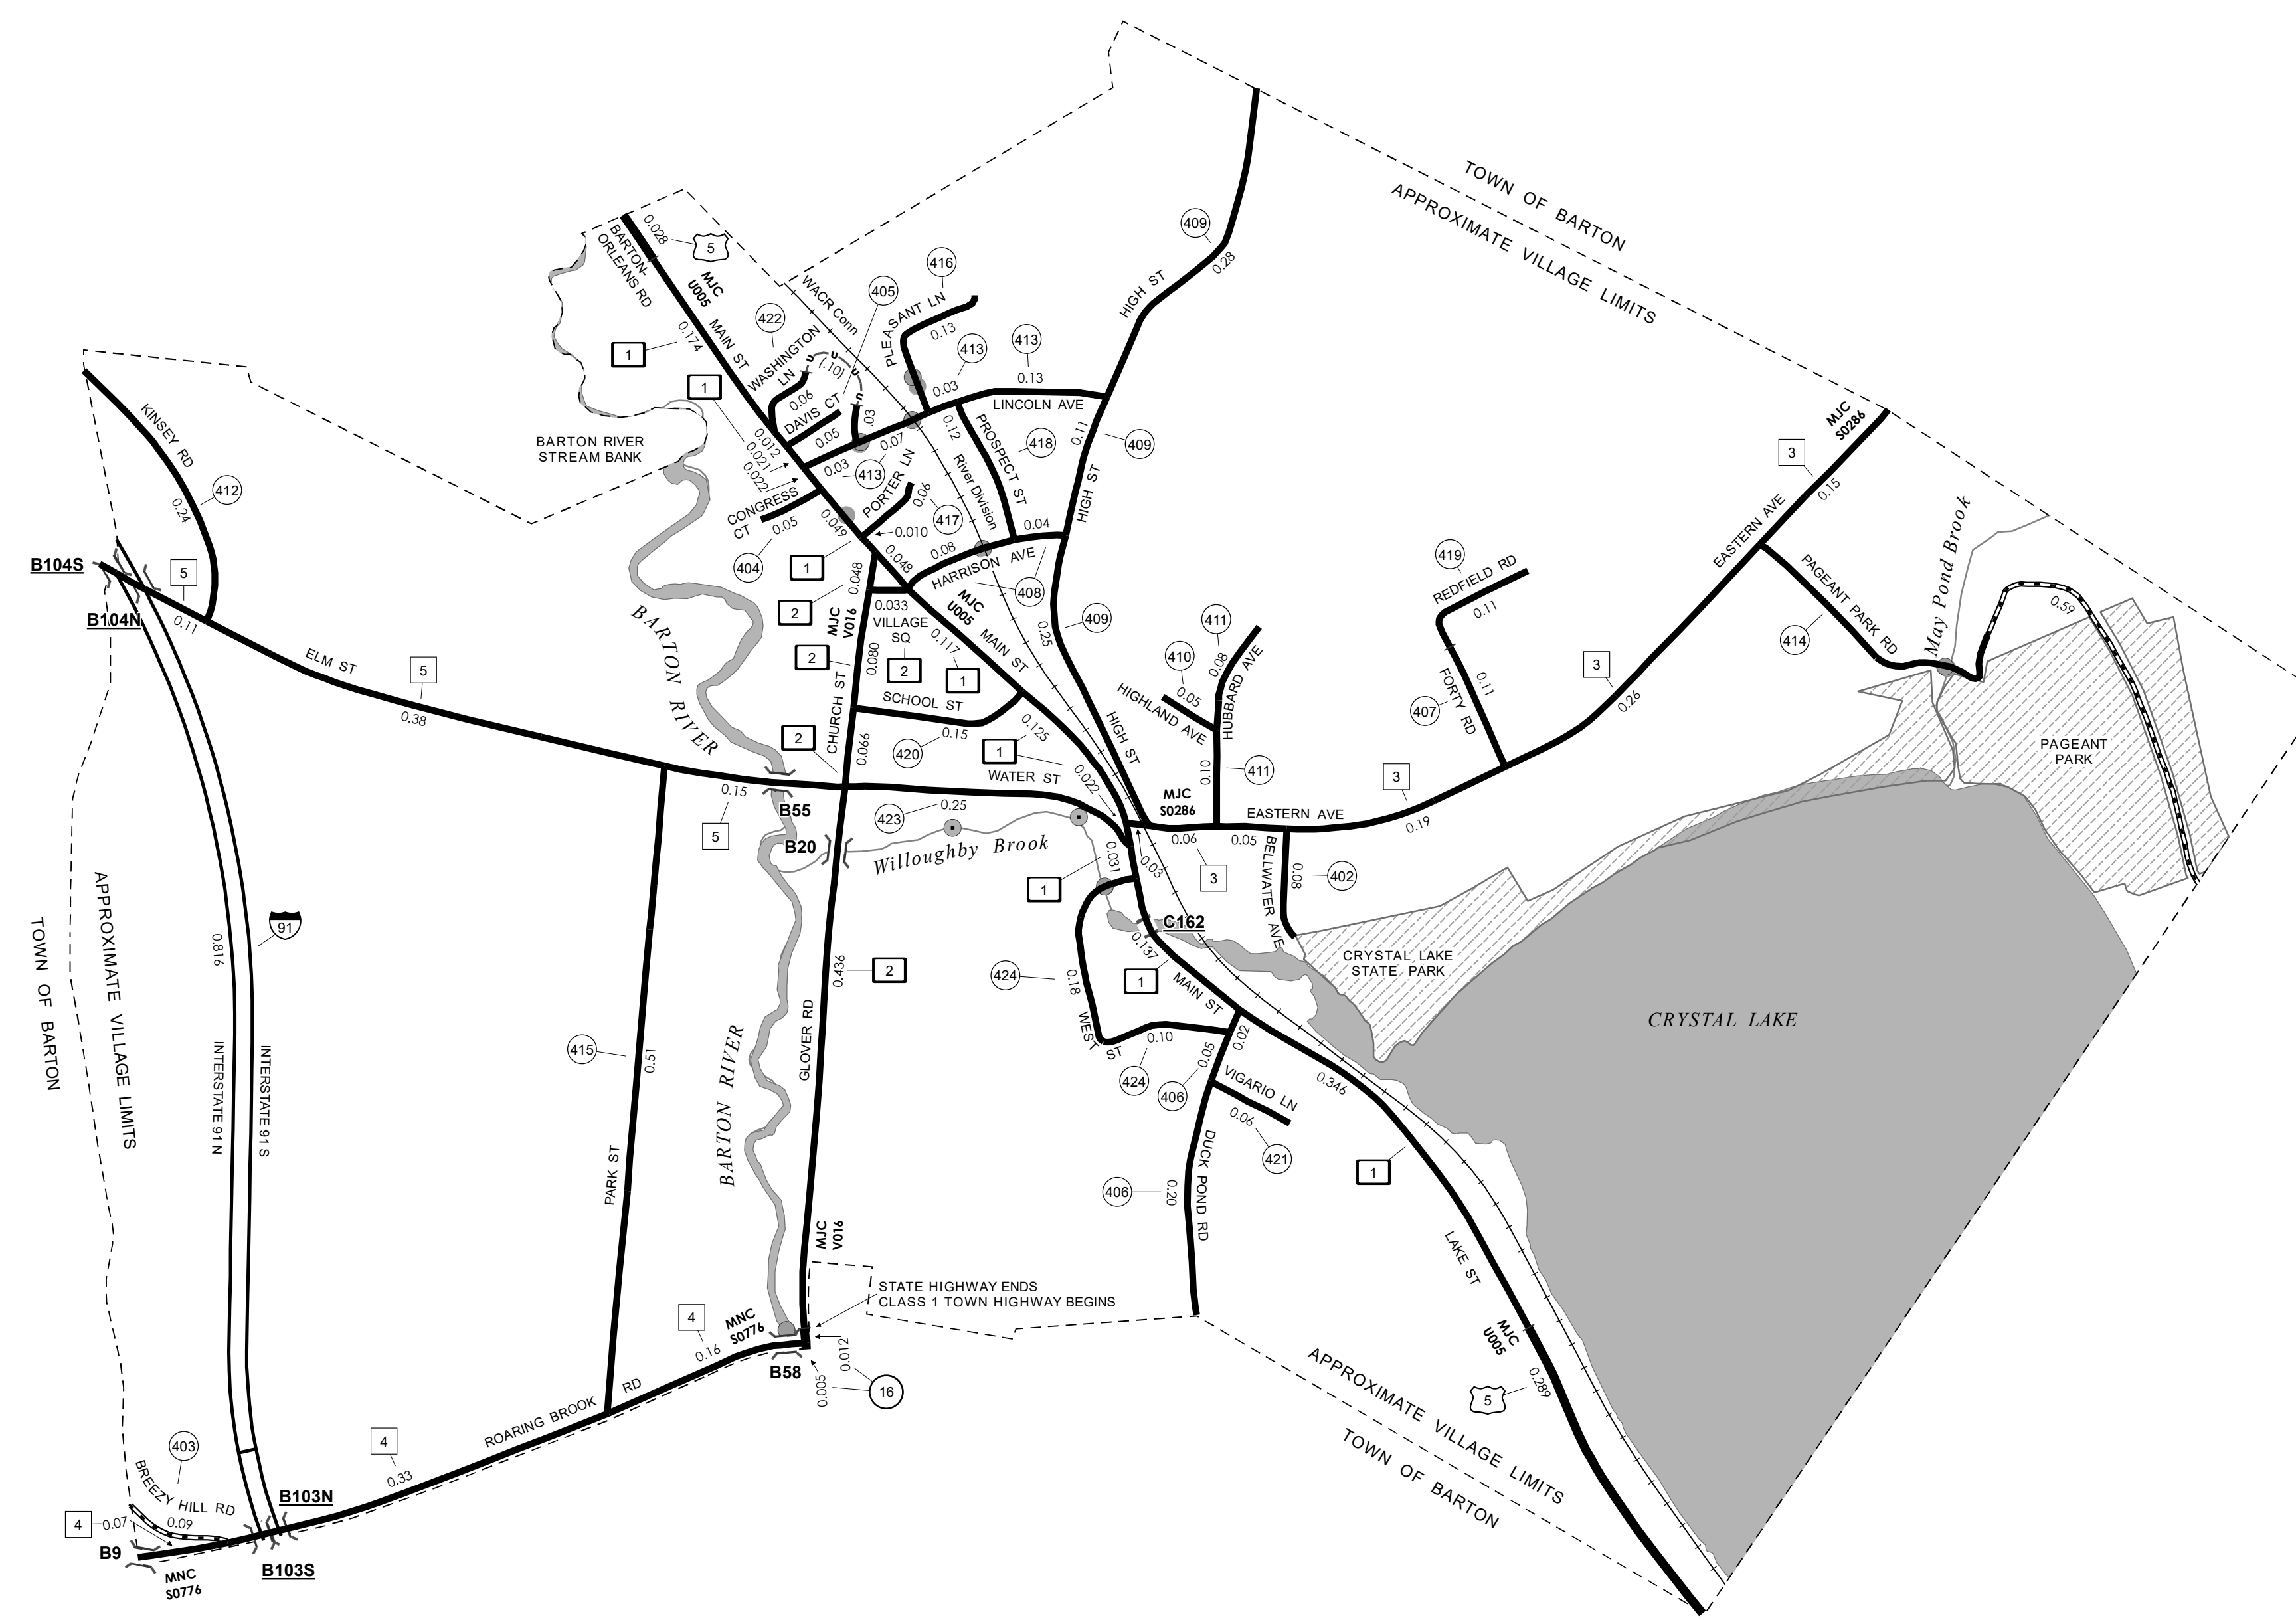 TOWN OF BARTON
APPROXIMATE VILLAGE LIMITS
409
0.28
HIGH ST
0.028
5
BARTON-
ORLEANS RD
MJC
U005
MAIN ST
0.174
1
1
WACR Conn
422
WASHINGTON
LN
0.06
(.10)
405
DAVIS CT
0.05
.03
416
PLEASANT LN
0.13
413
0.03
413
0.13
LINCOLN AVE
0.012
0.021
0.022
0.03
0.07
413
PORTER LN
0.06
417
0.010
0.12
PROSPECT ST
418
River Division
0.11
409
HIGH ST
BARTON RIVER
STREAM BANK
CONGRESS
CT
0.05
404
0.049
1
0.048
0.048
2
MJC
V016
0.08
0.04
HARRISON AVE
408
0.033
VILLAGE
SQ
2
MJC
U005
MAIN ST
0.117
1
0.080
2
CHURCH ST
SCHOOL ST
0.15
420
0.066
2
0.125
1
0.022
WATER ST
0.25
423
0.25
409
HIGH ST
KINSEY RD
0.24
412
B104S
B104N
5
0.11
ELM ST
5
0.38
0.15
5
B55
B20
BARTON RIVER
Willoughby Brook
410
0.05
HIGHLAND AVE
411
0.08
HUBBARD AVE
0.10
411
MJC
S0286
EASTERN AVE
0.06
0.05
3
0.03
0.031
1
BELLWATER AVE
0.08
402
3
0.19
419
REDFIELD RD
0.11
407
FORTY RD
0.11
3
0.26
EASTERN AVE
3
0.15
MJC
S0286
PAGEANT PARK RD
414
May Pond Brook
0.59
PAGEANT
PARK
CRYSTAL LAKE
STATE PARK
CRYSTAL LAKE
C162
0.137
1
MAIN ST
424
0.18
WEST ST
0.10
424
0.02
0.05
406
VIGARIO LN
0.06
421
DUCK POND RD
406
0.20
0.346
1
LAKE ST
MJC
U005
0.289
5
APPROXIMATE VILLAGE LIMITS
TOWN OF BARTON
TOWN OF BARTON
APPROXIMATE VILLAGE LIMITS
0.816
91
INTERSTATE 91 N
INTERSTATE 91 S
415
0.51
PARK ST
BARTON RIVER
GLOVER RD
0.436
2
MJC
V016
STATE HIGHWAY ENDS
CLASS 1 TOWN HIGHWAY BEGINS
4
MNC
S0776
0.16
B58
0.012
0.005
16
ROARING BROOK RD
4
0.33
403
BREEZY HILL RD
0.09
4
0.07
B9
B103N
B103S
MNC
S0776